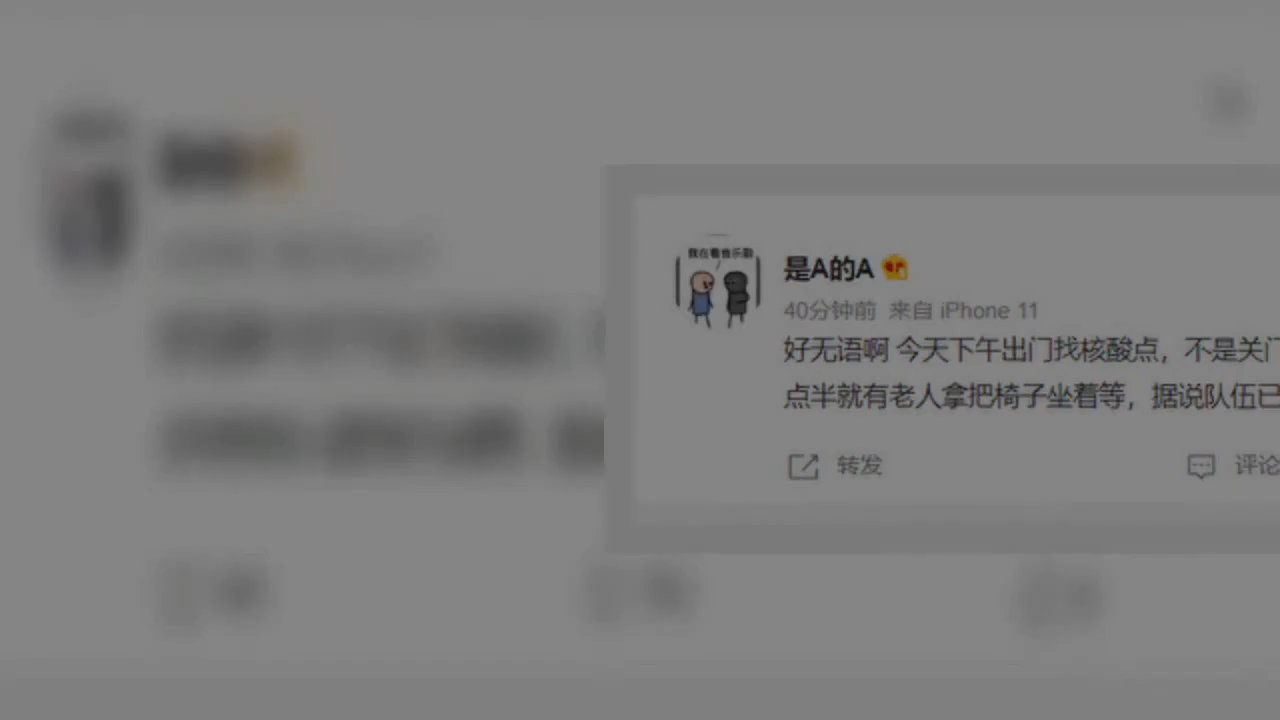 我在看音乐剧
是A的A
40分钟前 来自 iPhone 11
好无语啊 今天下午出门找核酸点，不是关门
点半就有老人拿把椅子坐着等，据说队伍已
转发
评论